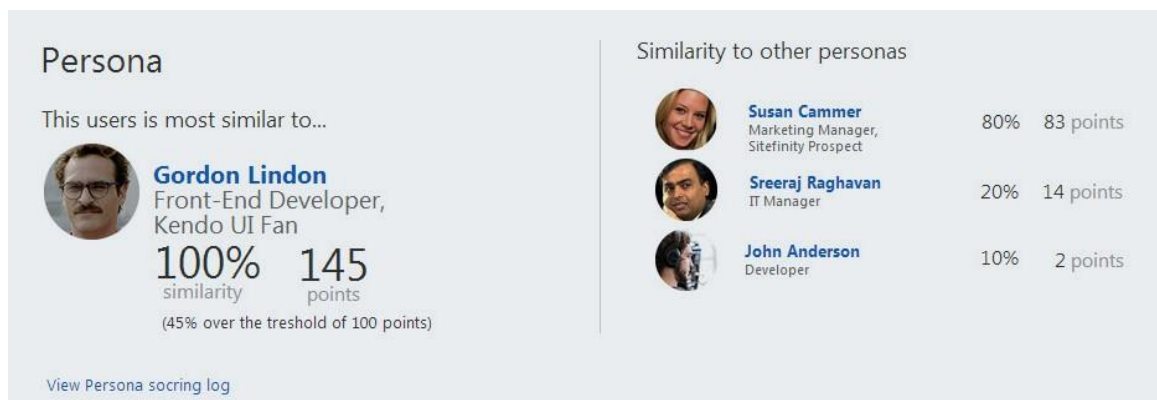 Persona
This users is most similar to...
Gordon Lindon
Front-End Developer,
Kendo UI Fan
100% 145
similarity points
(45% over the treshold of 100 points)
View Persona socring log
Similarity to other personas
Susan Cammer
Marketing Manager,
Sitefinity Prospect
80% 83 points
Sreeraj Raghavan
IT Manager
20% 14 points
John Anderson
Developer
10% 2 points